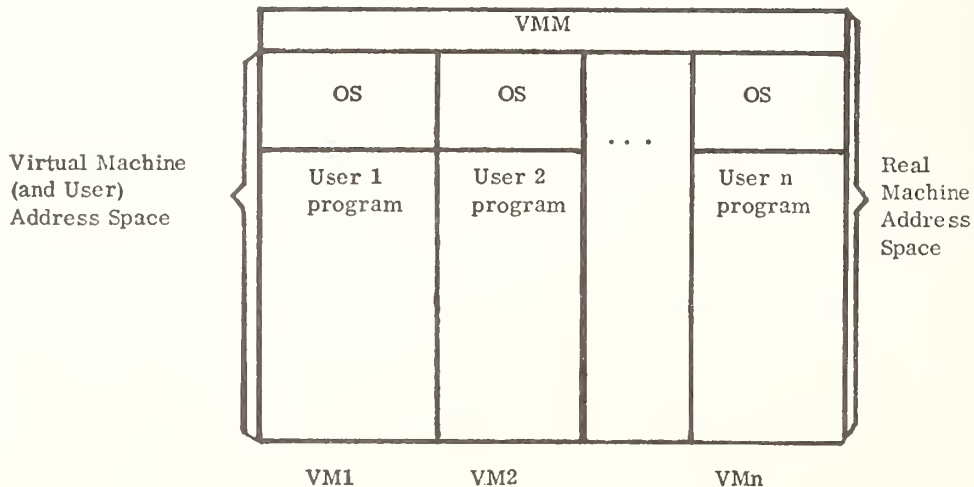 VMM
OS
OS
OS
. . .
Virtual Machine
(and User)
Address Space
User 1
program
User 2
program
User n
program
Real
Machine
Address
Space
VM1
VM2
VMn